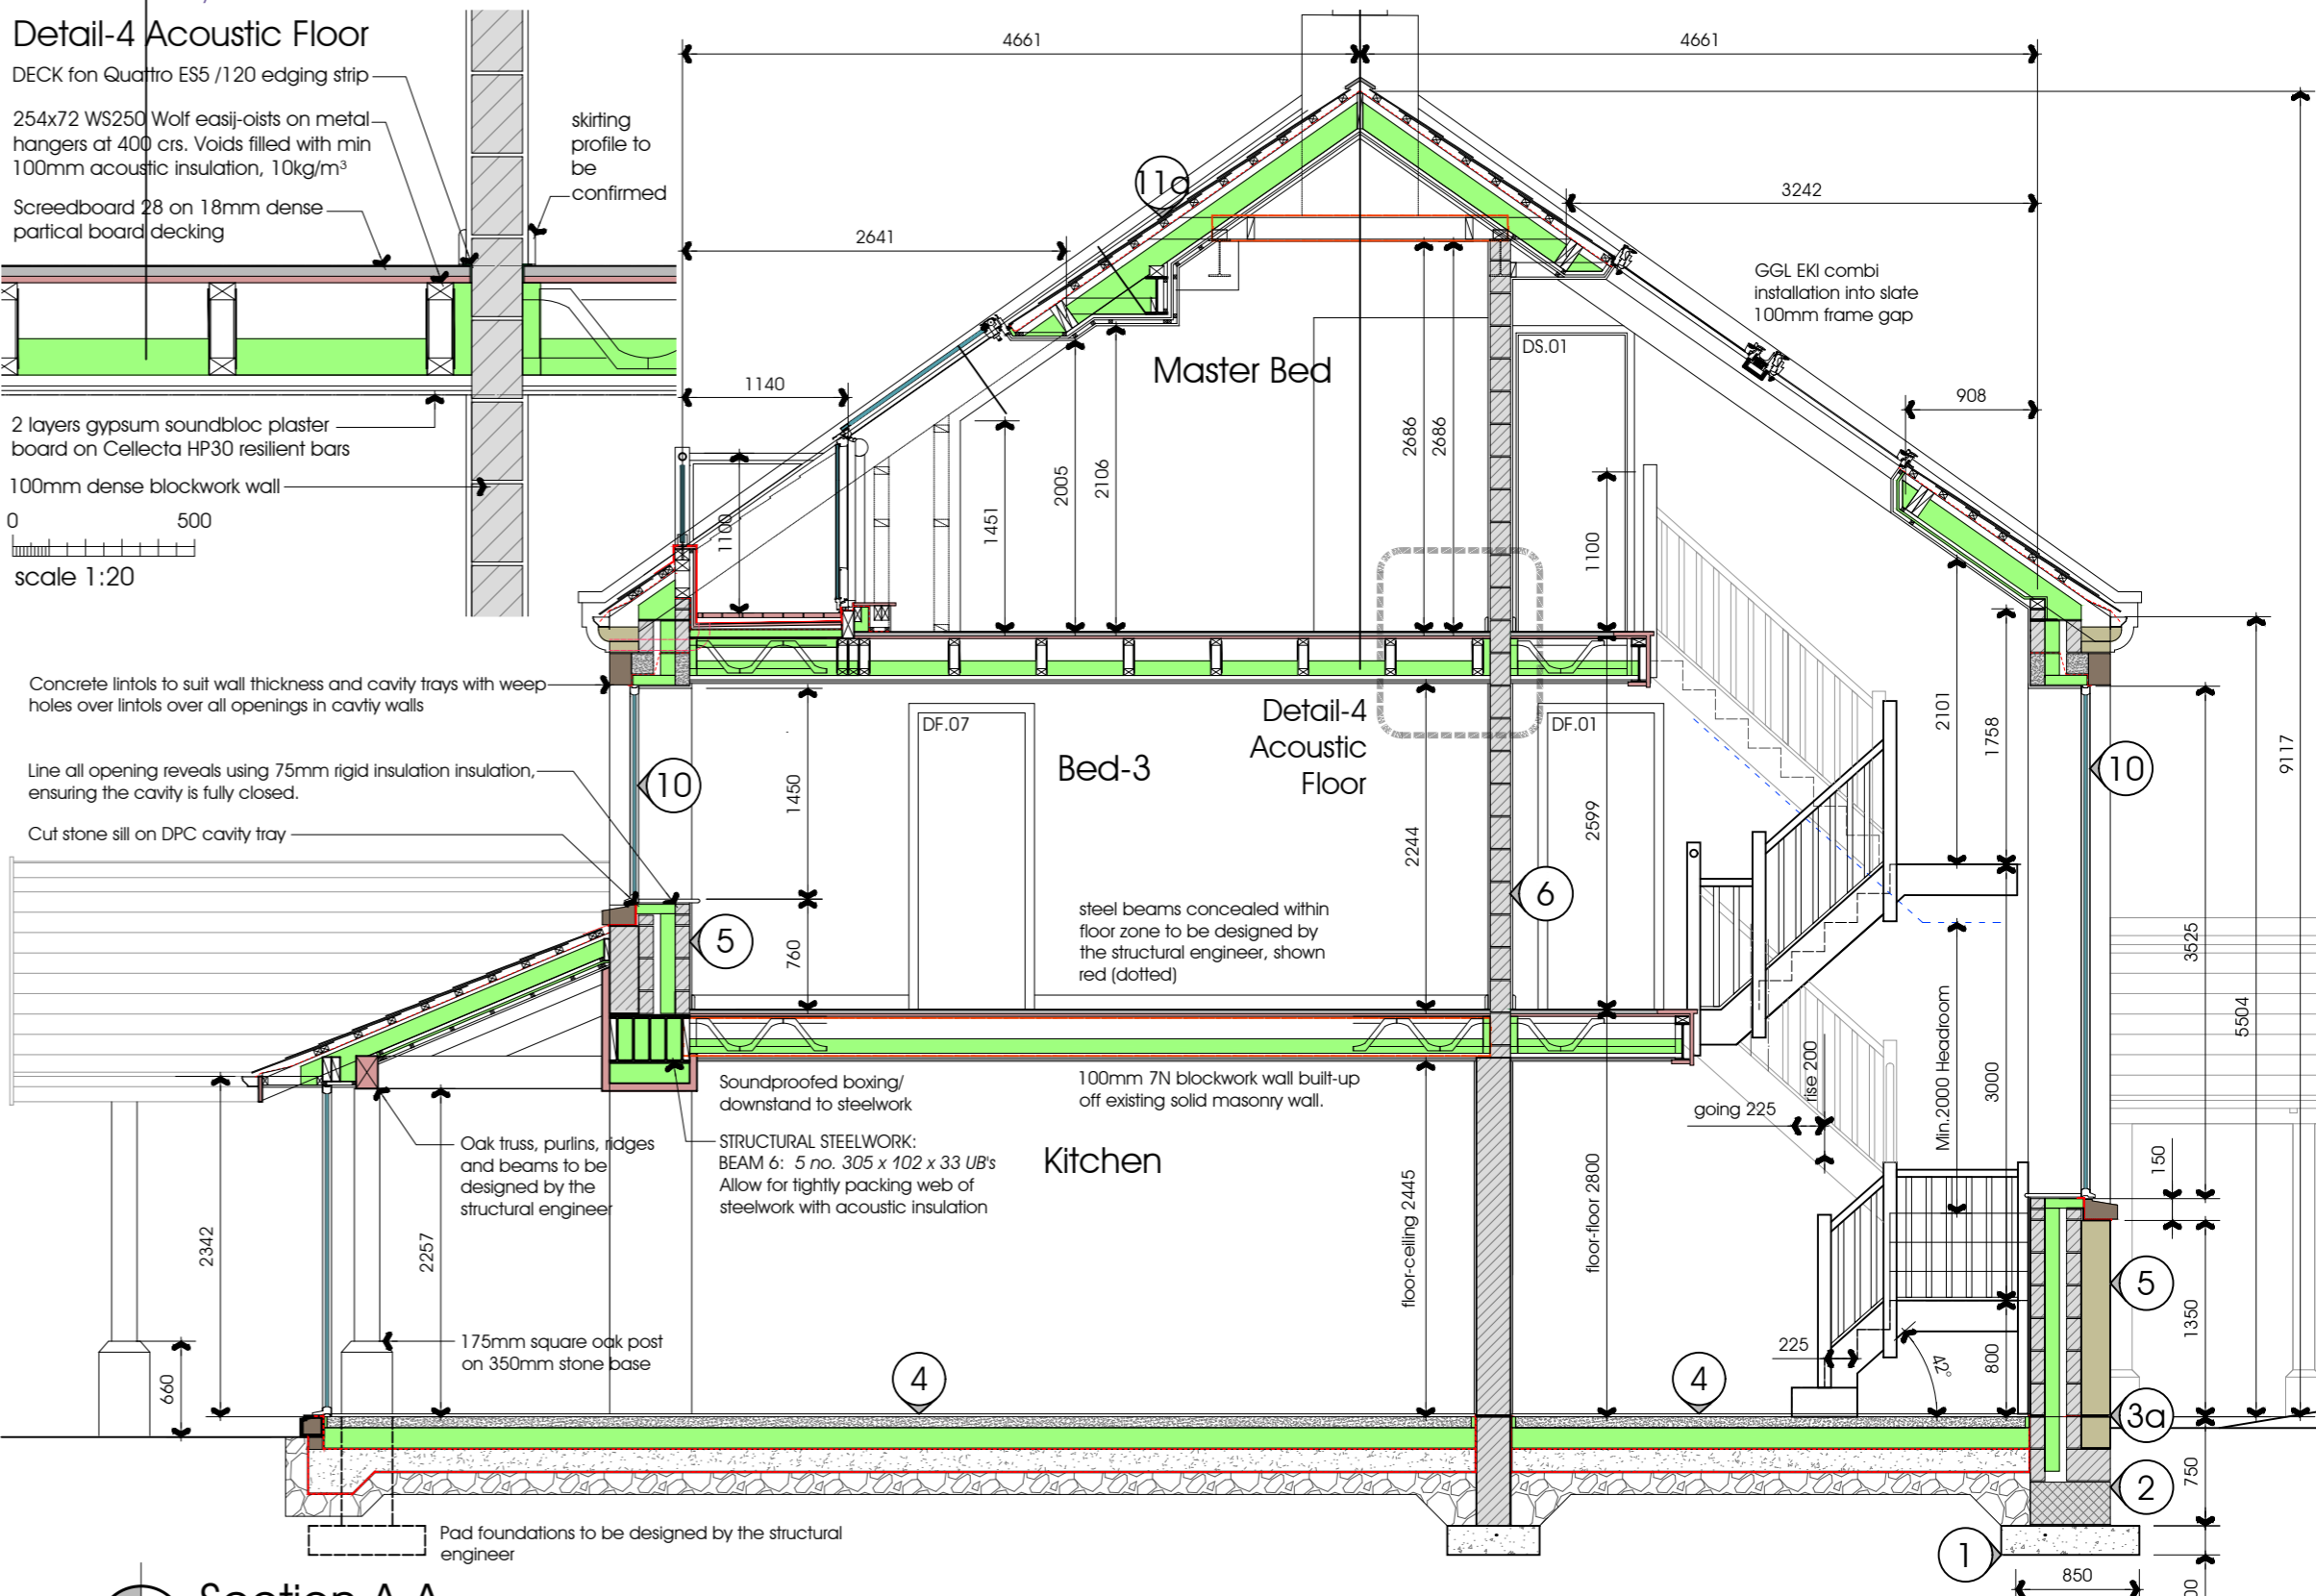 Detail-4 Acoustic Floor
DECK fon Quattro ES5 /120 edging strip
254x72 WS250 Wolf easij-oists on metal
hangers at 400 crs. Voids filled with min
100mm acoustic insulation, 10kg/m³
Screedboard 28 on 18mm dense
partical board decking
skirting
profile to
be
confirmed
2 layers gypsum soundbloc plaster
board on Cellecta HP30 resilient bars
100mm dense blockwork wall
0 500
scale 1:20
4661
4661
11a
2641
3242
GGL EKI combi
installation into slate
100mm frame gap
1140
908
Master Bed
DS.01
1100
1451
2005
2106
2686
2686
1100
Concrete lintols to suit wall thickness and cavity trays with weep
holes over lintols over all openings in cavtiy walls
Line all opening reveals using 75mm rigid insulation insulation,
ensuring the cavity is fully closed.
Cut stone sill on DPC cavity tray
10
5
1450
760
DF.07
Bed-3
Detail-4
Acoustic
Floor
DF.01
2244
2599
6
steel beams concealed within
floor zone to be designed by
the structural engineer, shown
red (dotted)
2101
1758
10
9117
3525
5504
Soundproofed boxing/
downstand to steelwork
100mm 7N blockwork wall built-up
off existing solid masonry wall.
STRUCTURAL STEELWORK:
BEAM 6: 5 no. 305 x 102 x 33 UB's
Allow for tightly packing web of
steelwork with acoustic insulation
Oak truss, purlins, ridges
and beams to be
designed by the
structural engineer
Kitchen
going 225
rise 200
Min.2000 Headroom
3000
150
2342
2257
floor-ceiling 2445
floor-floor 2800
5
1350
660
175mm square oak post
on 350mm stone base
4
4
225
42°
800
3a
2
750
Pad foundations to be designed by the structural
engineer
1
850
Section A-A